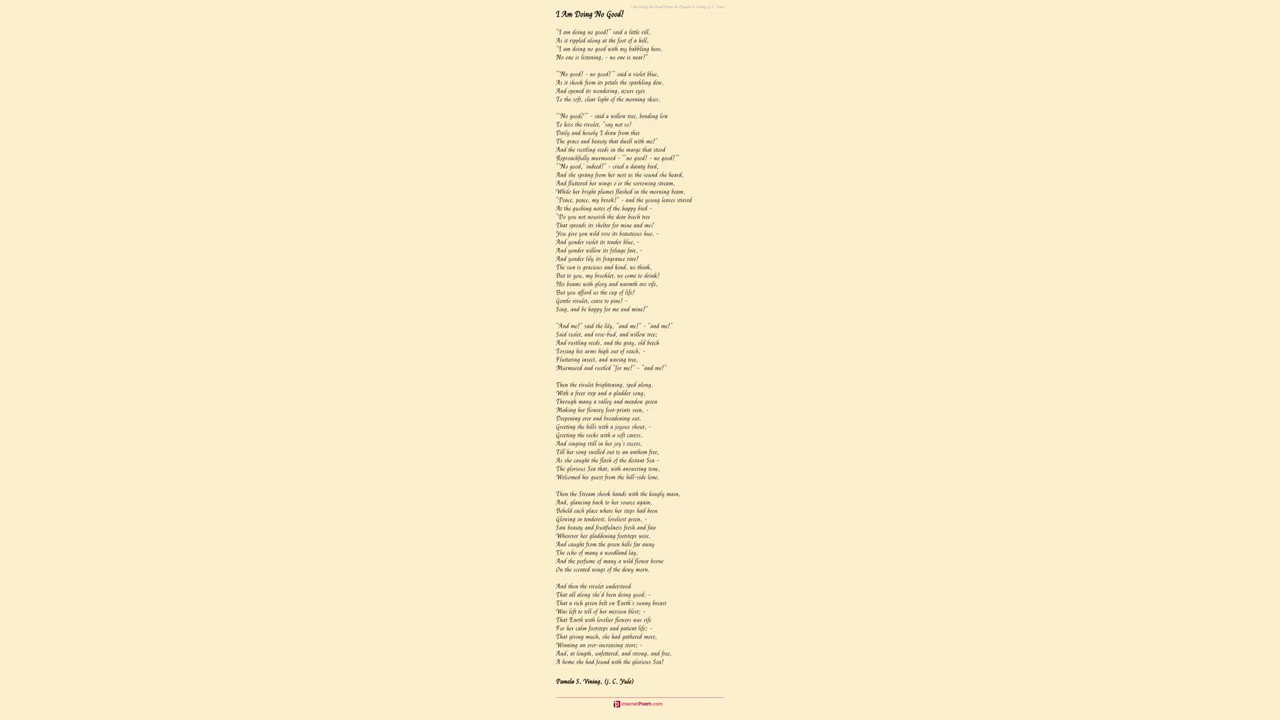 I Am Doing No Good! Poem by Pamela S. Vining, (j. C. Yule)
I Am Doing No Good!
"I am doing no good!" said a little rill,
As it rippled along at the foot of a hill,
"I am doing no good with my babbling here,
No one is listening, - no one is near!"
"'No good! - no good?'" said a violet blue,
As it shook from its petals the sparkling dew,
And opened its wondering, azure eyes
To the soft, clear light of the morning skies.
"'No good?'" - said a willow tree, bending low
To kiss the rivulet, "say not so!
Daily and hourly I draw from thee
The grace and beauty that dwell with me!"
And the rustling reeds in the marge that stood
Reproachfully murmured - "'no good! - no good?'"
"'No good,' indeed!" - cried a dainty bird,
And she sprang from her nest as the sound she heard,
And fluttered her wings o'er the sorrowing stream,
While her bright plumes flashed in the morning beam.
"Peace, peace, my brook!" - and the young leaves stirred
At the gushing notes of the happy bird -
"Do you not nourish the dear beech tree
That spreads its shelter for mine and me?
You give yon wild rose its beauteous hue, -
And yonder violet its tender blue, -
And yonder willow its foliage fair, -
And yonder lily its fragrance rare!
The sun is gracious and kind, we think,
But to you, my brooklet, we come to drink!
His beams with glory and warmth are rife,
But you afford us the cup of life!
Gentle rivulet, cease to pine! -
Sing, and be happy for me and mine!"
"And me!" said the lily, "and me!" - "and me!"
Said violet, and rose-bud, and willow tree;
And rustling reeds, and the gray, old beech
Tossing his arms high out of reach, -
Fluttering insect, and waving tree,
Murmured and rustled "for me!" - "and me!"
Then the rivulet brightening, sped along,
With a freer step and a gladder song,
Through many a valley and meadow green
Making her flowery foot-prints seen, -
Deepening ever and broadening out,
Greeting the hills with a joyous shout, -
Greeting the rocks with a soft caress,
And singing still in her joy's excess,
Till her song swelled out to an anthem free,
As she caught the flash of the distant Sea -
The glorious Sea that, with answering tone,
Welcomed his guest from the hill-side lone,
Then the Stream shook hands with the kingly main,
And, glancing back to her source again,
Beheld each place where her steps had been
Glowing in tenderest, loveliest green, -
Saw beauty and fruitfulness fresh and fair
Wherever her gladdening footsteps were,
And caught from the green hills far away
The echo of many a woodland lay,
And the perfume of many a wild flower borne
On the scented wings of the dewy morn.
And then the rivulet understood
That all along she'd been doing good; -
That a rich green belt on Earth's sunny breast
Was left to tell of her mission blest; -
That Earth with lovelier flowers was rife
For her calm footsteps and patient life; -
That giving much, she had gathered more,
Winning an ever-increasing store; -
And, at length, unfettered, and strong, and free,
A home she had found with the glorious Sea!
Pamela S. Vining, (j. C. Yule)
internetPoem.com